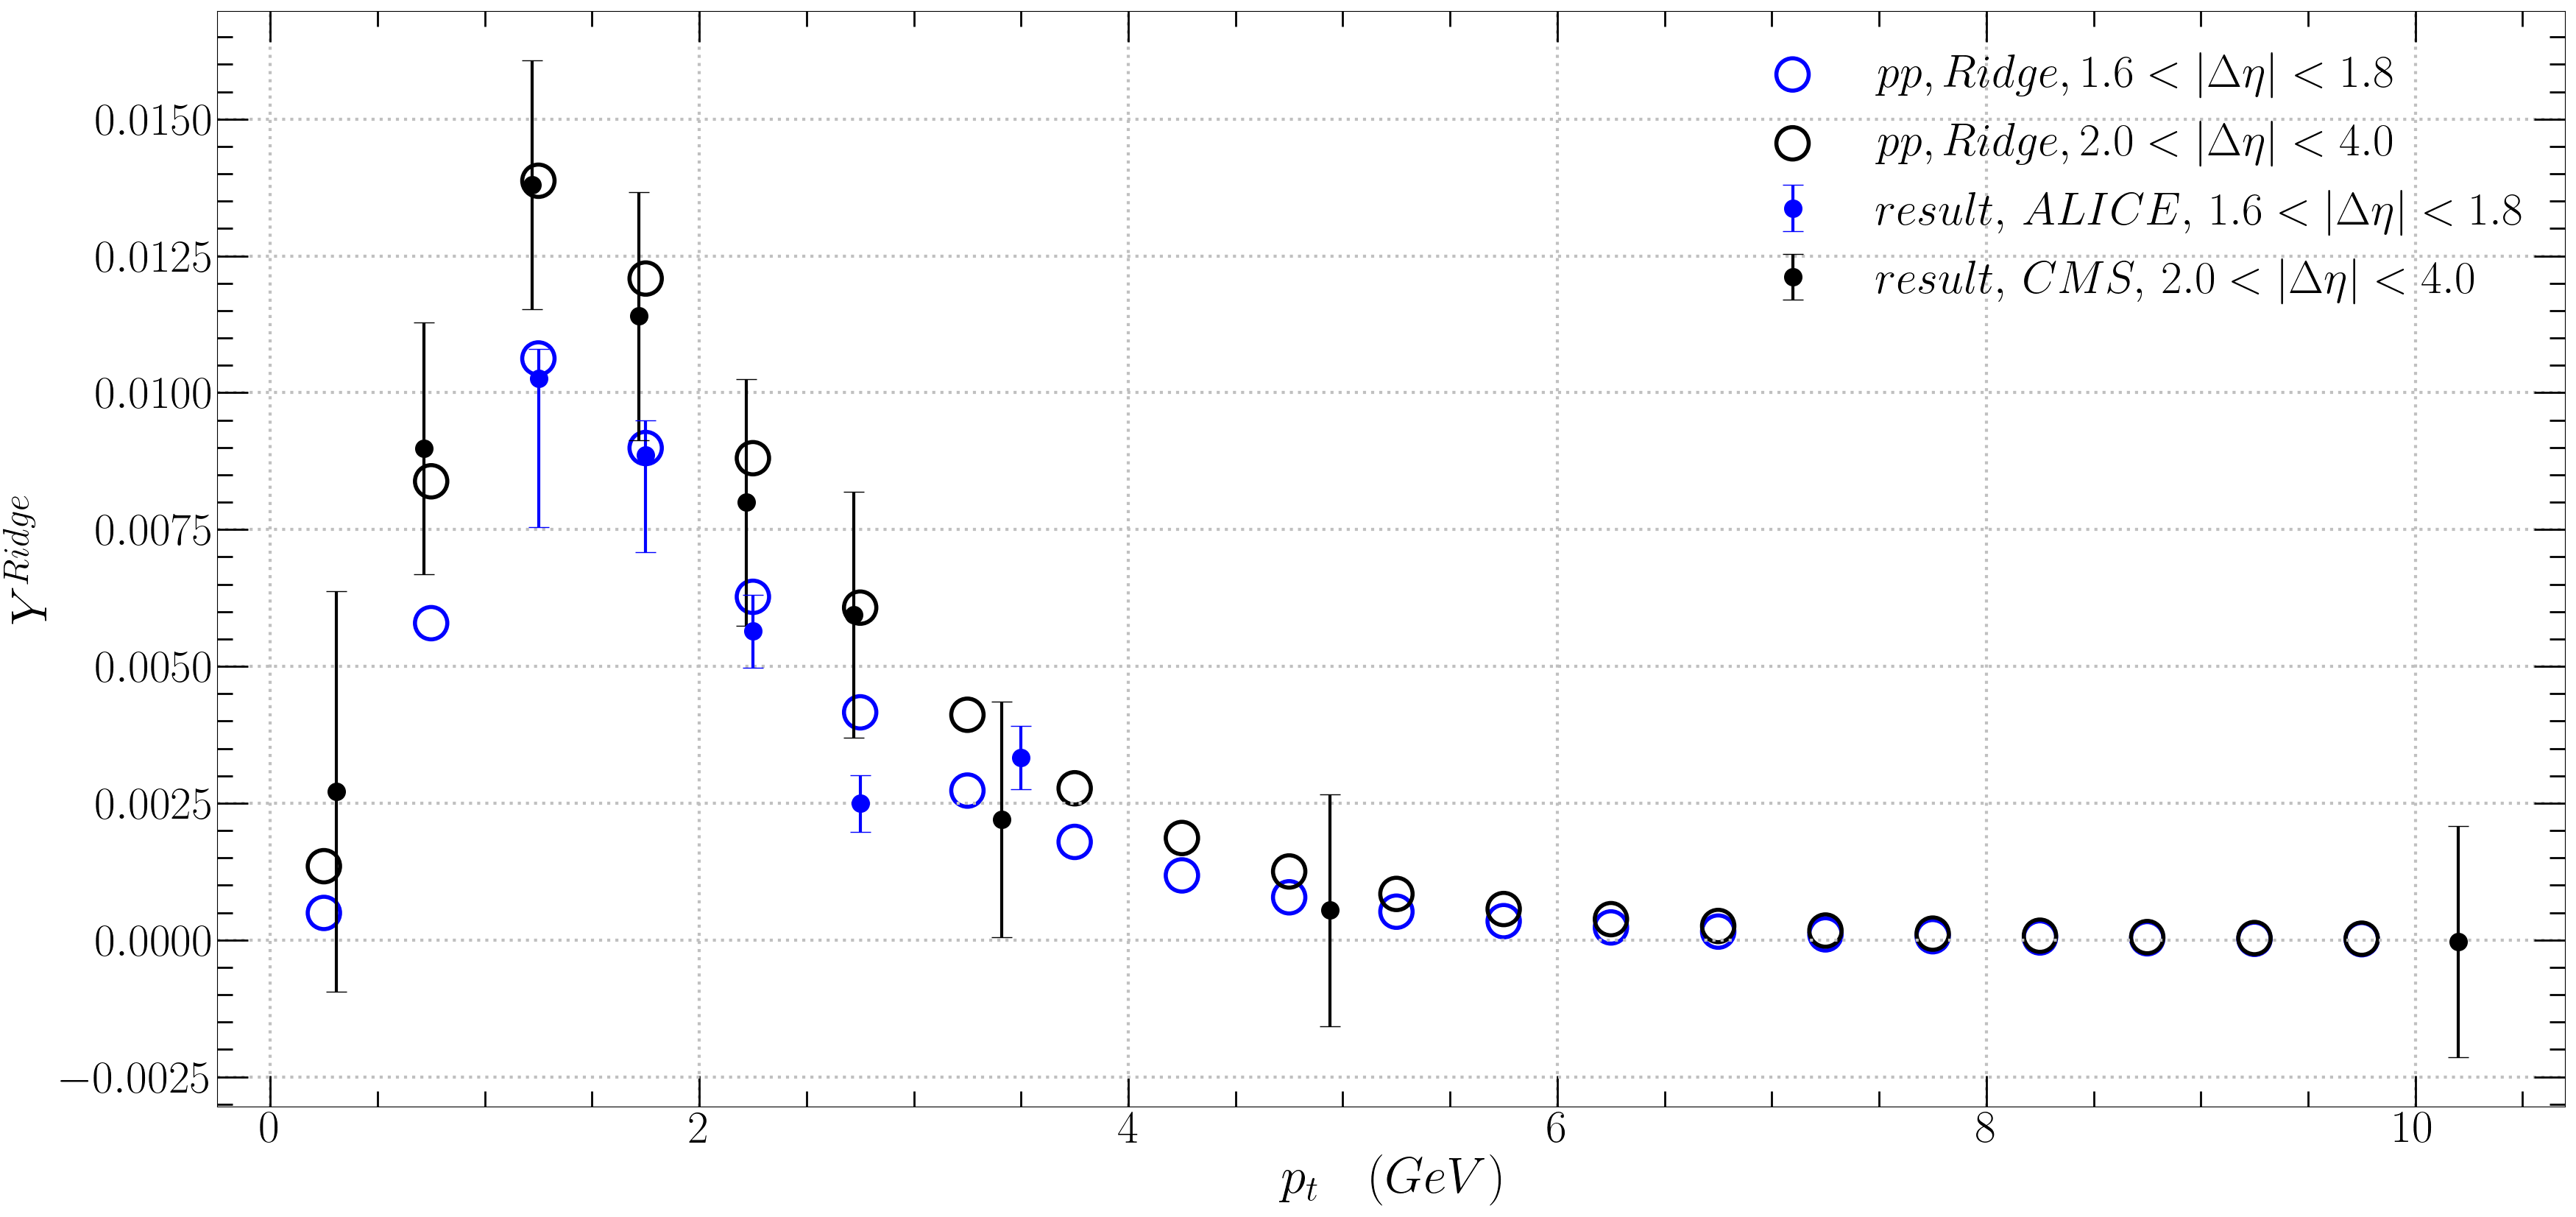 pp, Ridge, 1.6 < |Δη| < 1.8
pp, Ridge, 2.0 < |Δη| < 4.0
result, ALICE, 1.6 < |Δη| < 1.8
result, CMS, 2.0 < |Δη| < 4.0
0.0150
0.0125
0.0100
0.0075
0.0050
0.0025
0.0000
−0.0025
Y^{Ridge}
0 2 4 6 8 10
p_t (GeV)